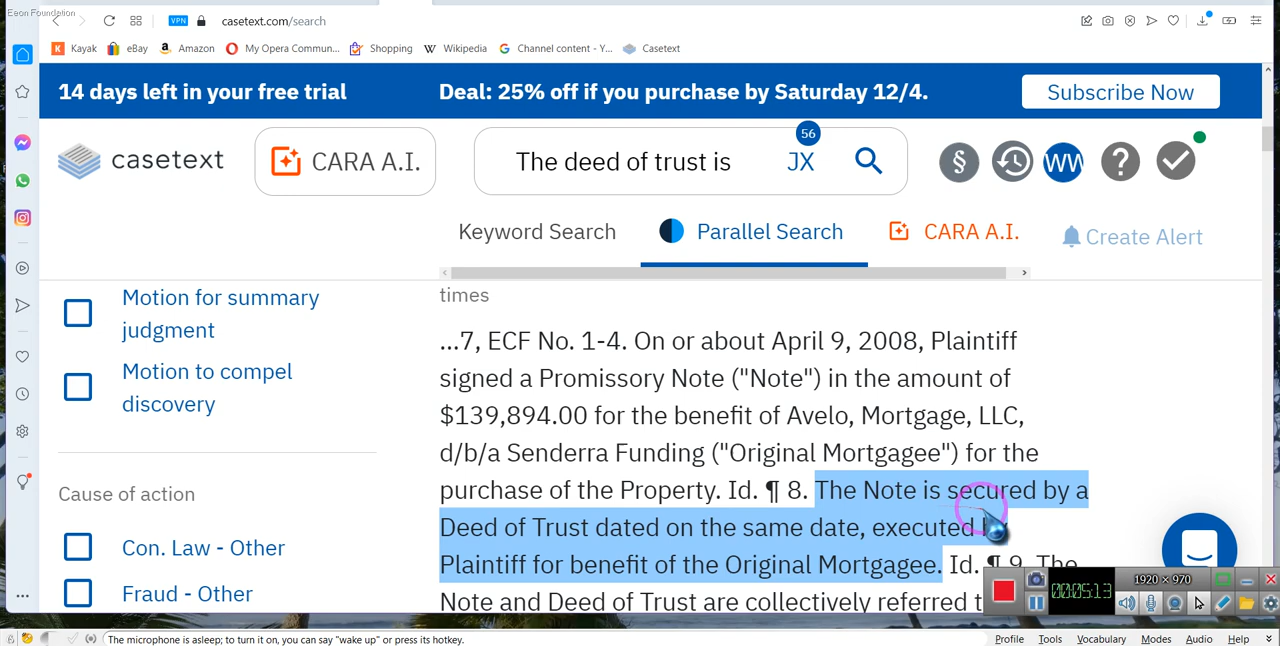 Eeon Foundation
VPN casetext.com/search
Kayak eBay Amazon My Opera Commun... Shopping Wikipedia Channel content - Y... Casetext
14 days left in your free trial Deal: 25% off if you purchase by Saturday 12/4. Subscribe Now
casetext CARA A.I. The deed of trust is 56 JX § WW ?
Keyword Search Parallel Search CARA A.I. Create Alert
Motion for summary
judgment
Motion to compel
discovery
Cause of action
Con. Law - Other
Fraud - Other
times
...7, ECF No. 1-4. On or about April 9, 2008, Plaintiff
signed a Promissory Note ("Note") in the amount of
$139,894.00 for the benefit of Avelo, Mortgage, LLC,
d/b/a Senderra Funding ("Original Mortgagee") for the
purchase of the Property. Id. ¶ 8. The Note is secured by a
Deed of Trust dated on the same date, executed by
Plaintiff for benefit of the Original Mortgagee. Id. ¶ 9. The
Note and Deed of Trust are collectively referred t
000:05:13 1920 × 970
The microphone is asleep; to turn it on, you can say "wake up" or press its hotkey. Profile Tools Vocabulary Modes Audio Help